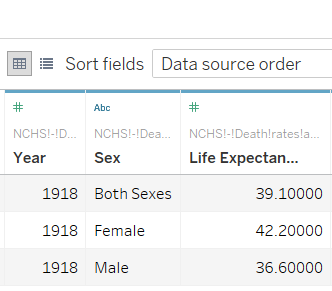 Sort fields Data source order
# Abc #
NCHS!-!D... NCHS!-!Dea... NCHS!-!Death!rates!a...
Year Sex Life Expectan...
1918 Both Sexes 39.10000
1918 Female 42.20000
1918 Male 36.60000